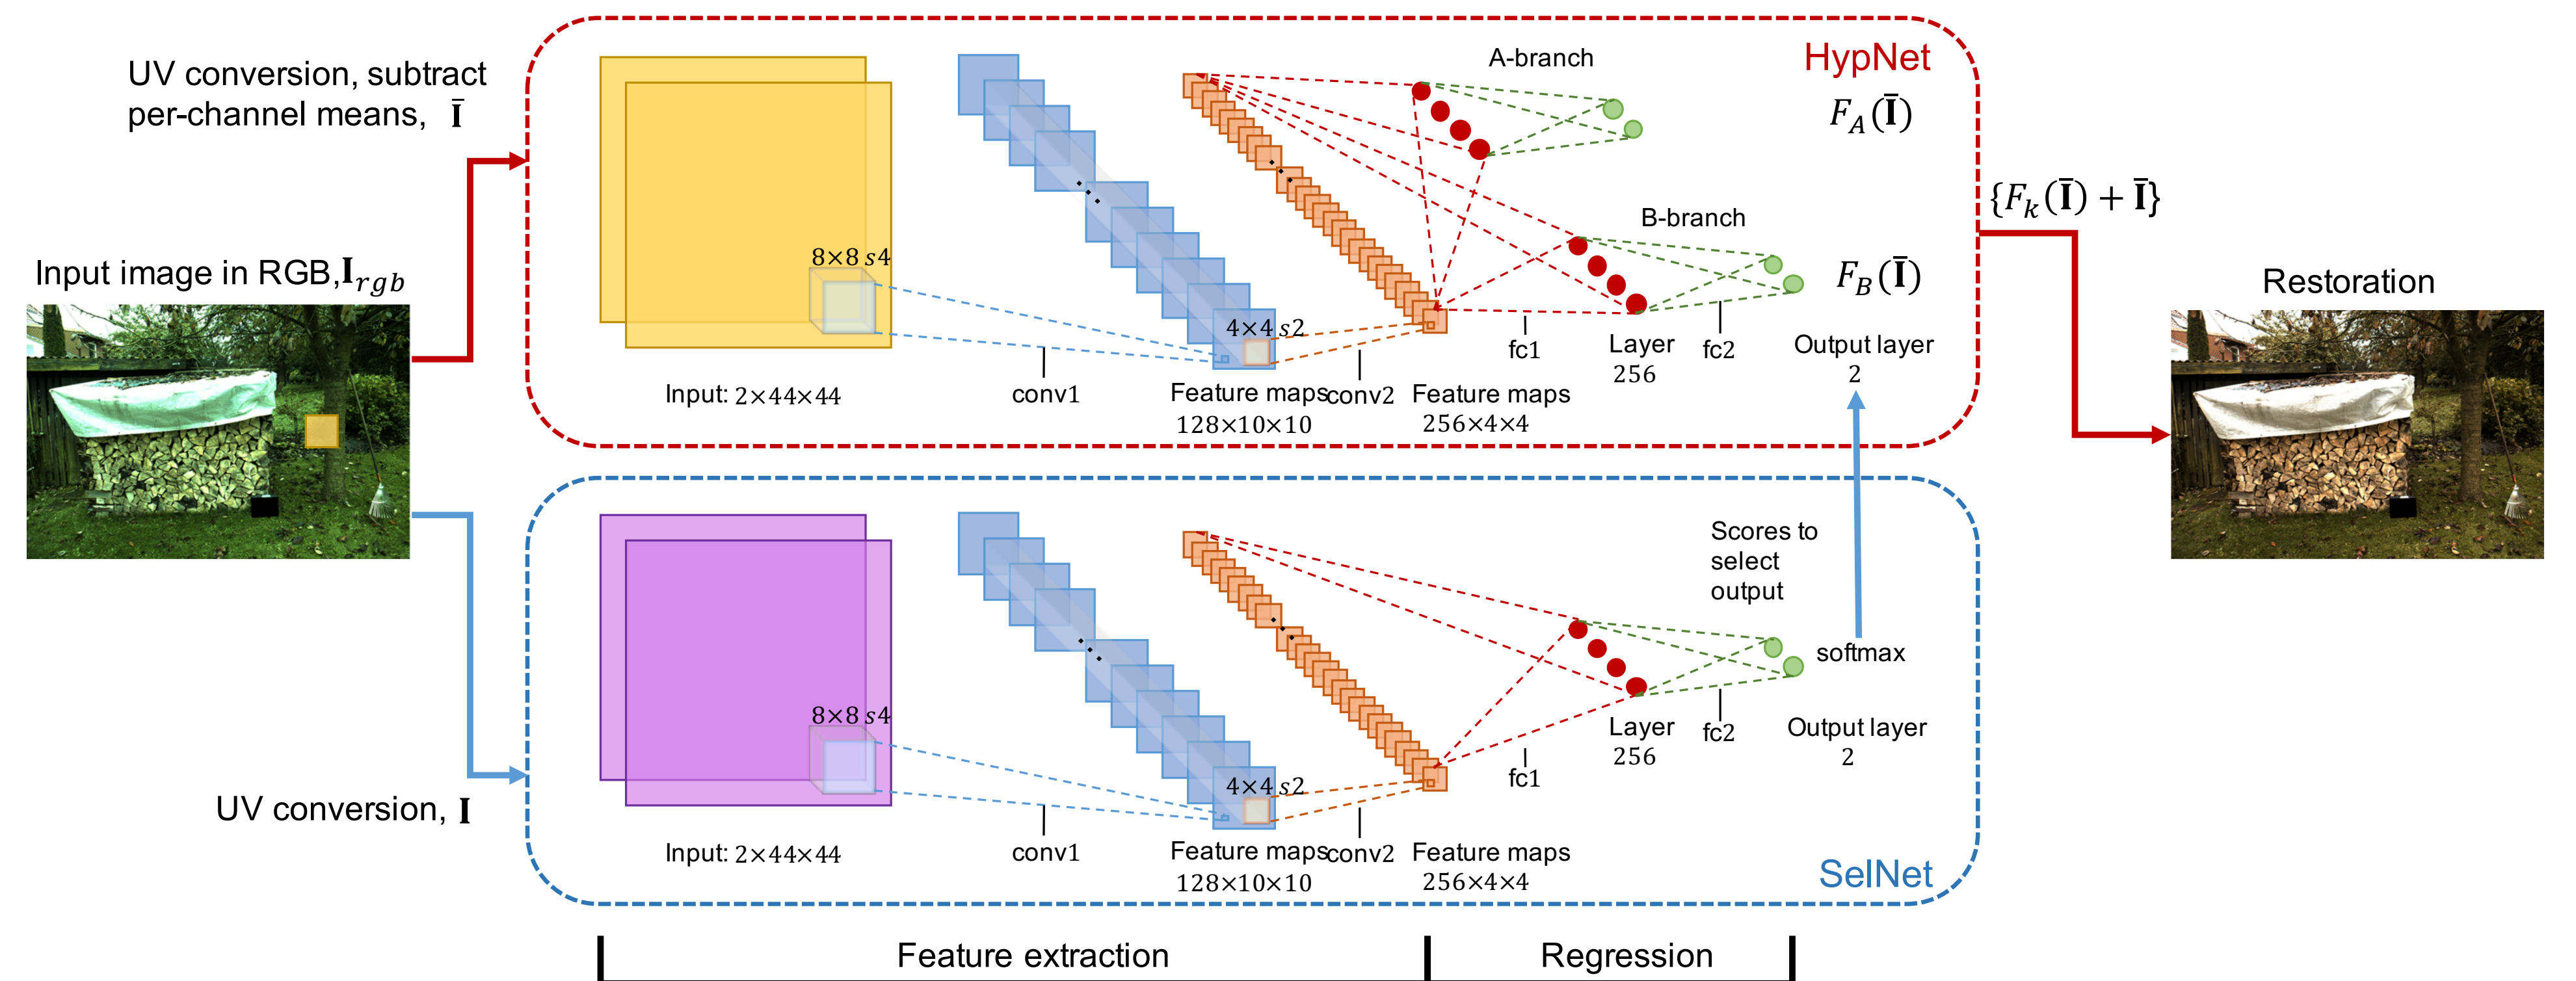 UV conversion, subtract
per-channel means, Ī
Input image in RGB,I_rgb
HypNet
A-branch
F_A(Ī)
B-branch
F_B(Ī)
8×8 s4
4×4 s2
Input: 2×44×44
conv1
Feature maps
128×10×10
conv2
Feature maps
256×4×4
fc1
Layer
256
fc2
Output layer
2
{F_k(Ī) + Ī}
Restoration
UV conversion, I
8×8 s4
4×4 s2
Input: 2×44×44
conv1
Feature maps
128×10×10
conv2
Feature maps
256×4×4
fc1
Layer
256
fc2
Scores to
select
output
softmax
Output layer
2
SelNet
Feature extraction
Regression